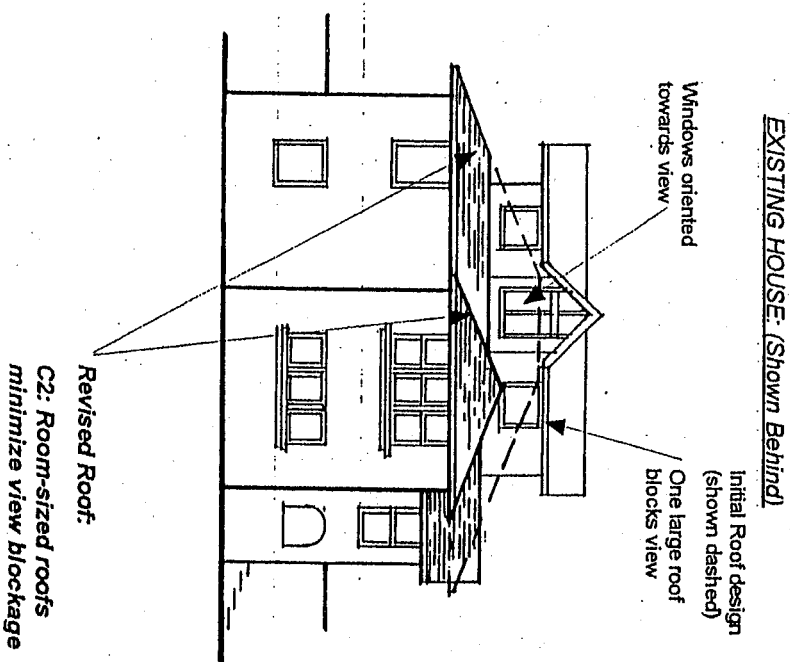 EXISTING HOUSE: (Shown Behind)
Initial Roof design
(shown dashed)
One large roof
blocks view
Windows oriented
towards view
Revised Roof:
C2: Room-sized roofs
minimize view blockage